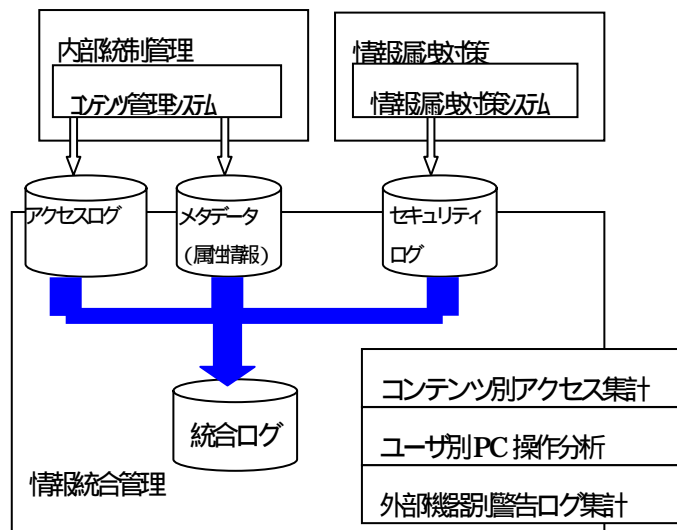 内部統制管理
コンテンツ管理システム
情報漏曳対策
情報漏曳対策システム
アクセスログ
メタデータ
(属性情報)
セキュリティ
ログ
統合ログ
情報統合管理
コンテンツ別アクセス集計
ユーザ別PC 操作分析
外部機器別警告ログ集計